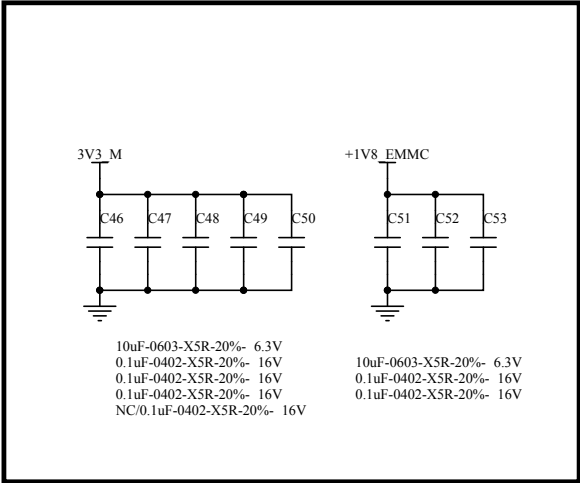 3V3_M
+1V8_EMMC
C46 C47 C48 C49 C50
C51 C52 C53
10uF-0603-X5R-20%- 6.3V
0.1uF-0402-X5R-20%- 16V
0.1uF-0402-X5R-20%- 16V
0.1uF-0402-X5R-20%- 16V
NC/0.1uF-0402-X5R-20%- 16V
10uF-0603-X5R-20%- 6.3V
0.1uF-0402-X5R-20%- 16V
0.1uF-0402-X5R-20%- 16V